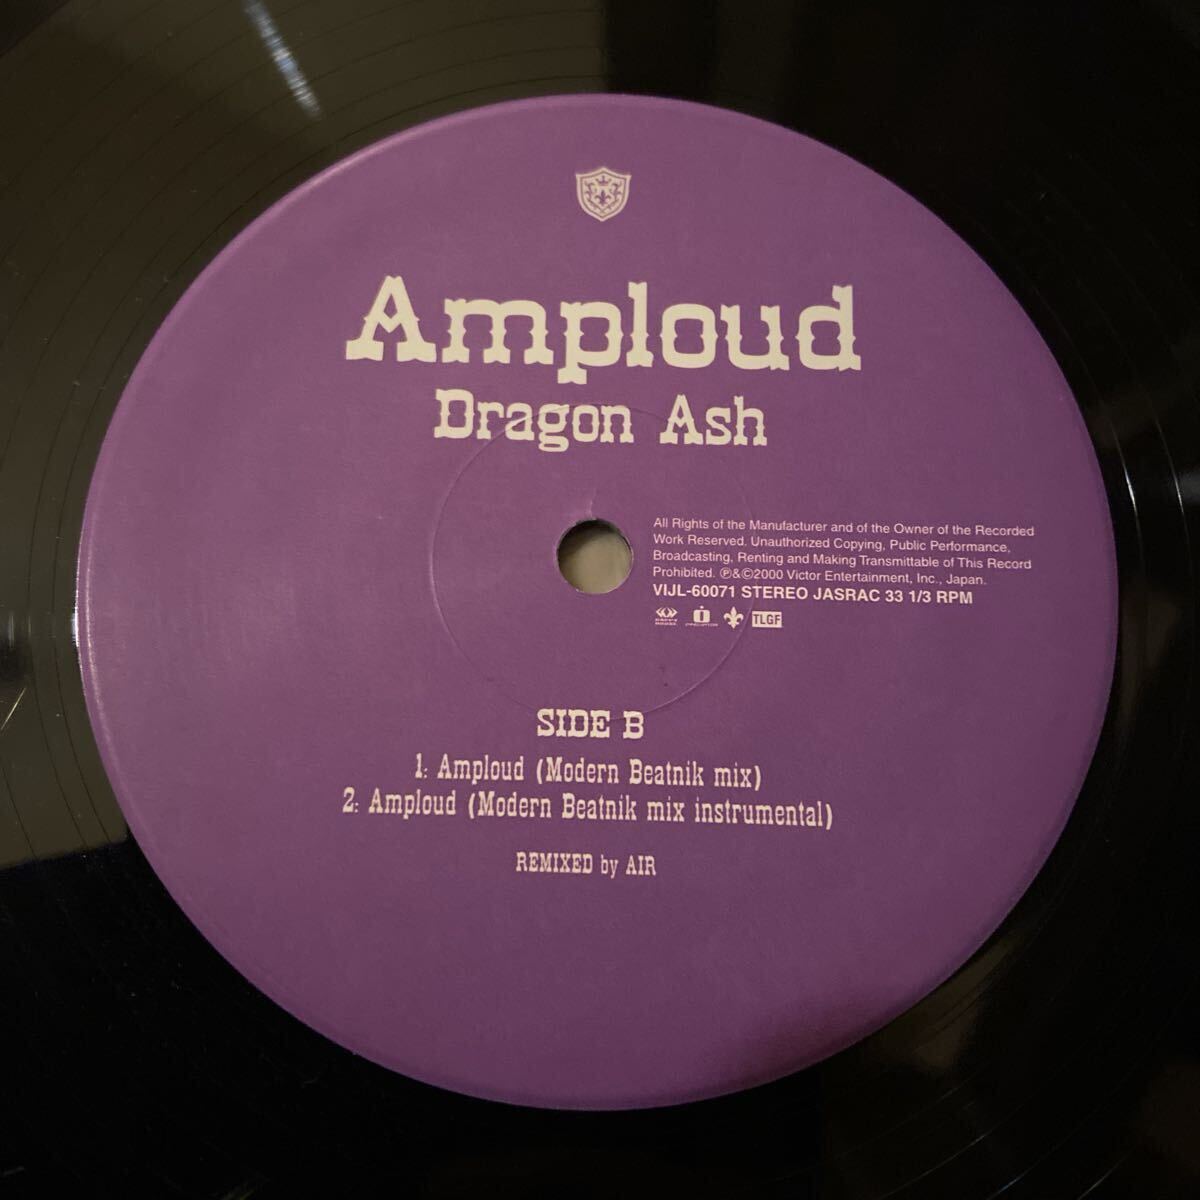 Amploud
Dragon Ash
All Rights of the Manufacturer and of the Owner of the Recorded
Work Reserved. Unauthorized Copying, Public Performance,
Broadcasting, Renting and Making Transmittable of This Record
Prohibited. ℗&©2000 Victor Entertainment, Inc., Japan.
VIJL-60071 STEREO JASRAC 33 1/3 RPM
TLGF
SIDE B
1: Amploud (Modern Beatnik mix)
2: Amploud (Modern Beatnik mix instrumental)
REMIXED by AIR